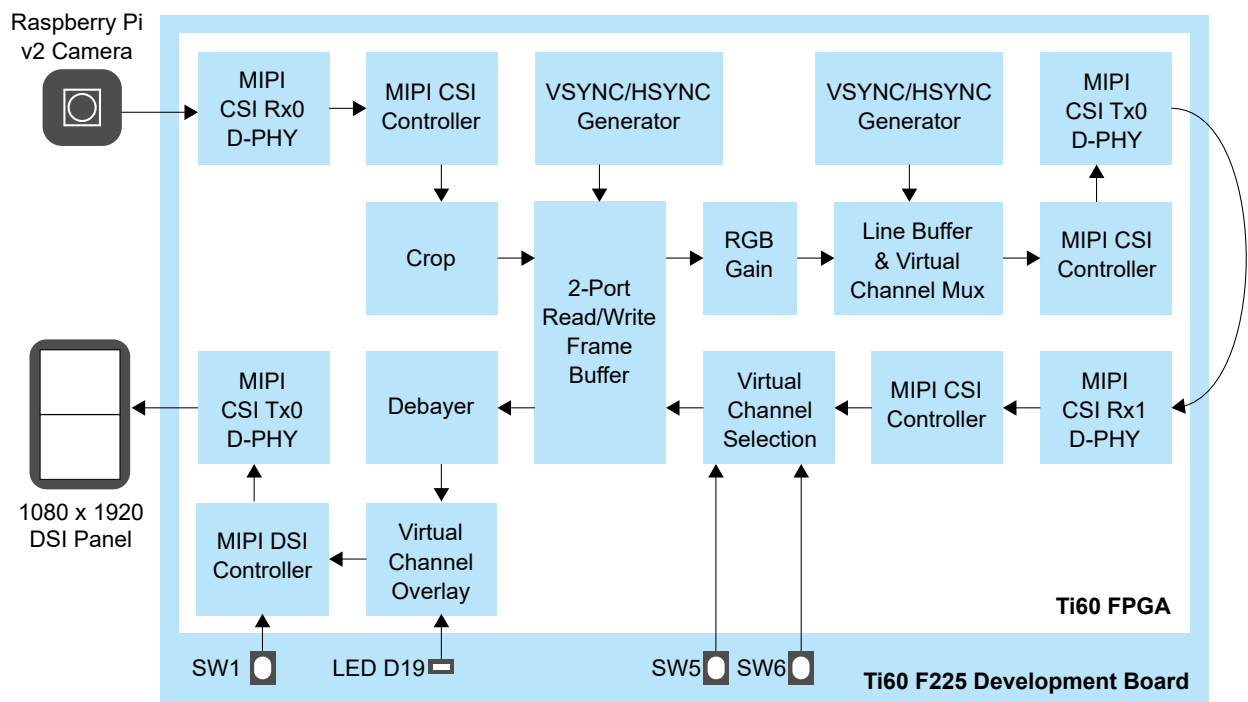 Raspberry Pi
v2 Camera
MIPI
CSI Rx0
D-PHY
MIPI CSI
Controller
VSYNC/HSYNC
Generator
VSYNC/HSYNC
Generator
MIPI
CSI Tx0
D-PHY
Crop
2-Port
Read/Write
Frame
Buffer
RGB
Gain
Line Buffer
& Virtual
Channel Mux
MIPI CSI
Controller
1080 x 1920
DSI Panel
MIPI
CSI Tx0
D-PHY
Debayer
Virtual
Channel
Selection
MIPI CSI
Controller
MIPI
CSI Rx1
D-PHY
MIPI DSI
Controller
Virtual
Channel
Overlay
Ti60 FPGA
SW1
LED D19
SW5
SW6
Ti60 F225 Development Board